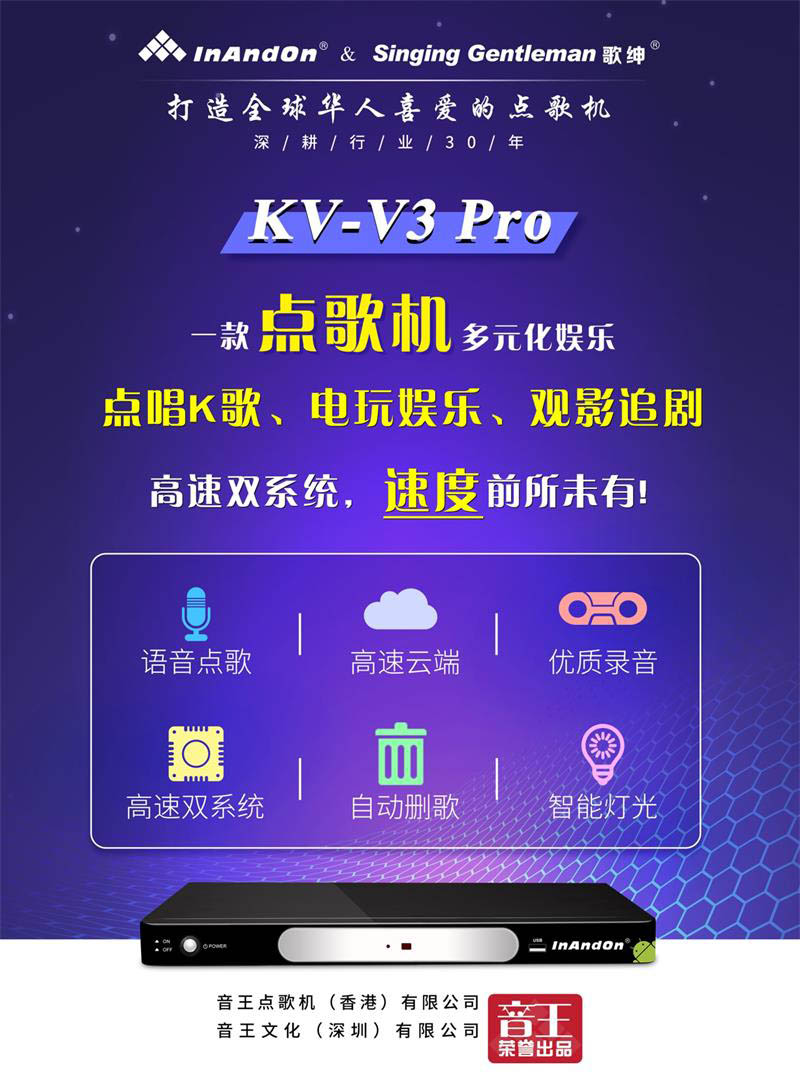 InAndOn® & Singing Gentleman 歌绅®
打造全球华人喜爱的点歌机
深/耕/行/业/30/年
KV-V3 Pro
一款点歌机多元化娱乐
点唱K歌、电玩娱乐、观影追剧
高速双系统，速度前所未有!
语音点歌 高速云端 优质录音
高速双系统 自动删歌 智能灯光
ON
OFF
POWER
USB
InAndOn®
音王点歌机（香港）有限公司
音王文化（深圳）有限公司
音王
荣誉出品